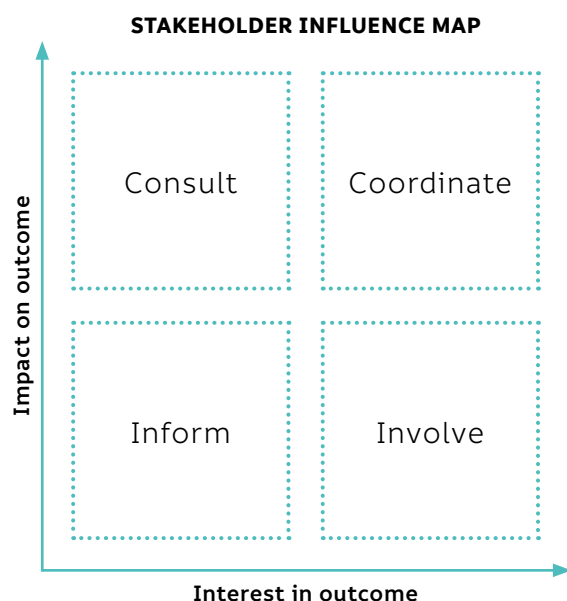 STAKEHOLDER INFLUENCE MAP
Impact on outcome
Consult
Coordinate
Inform
Involve
Interest in outcome